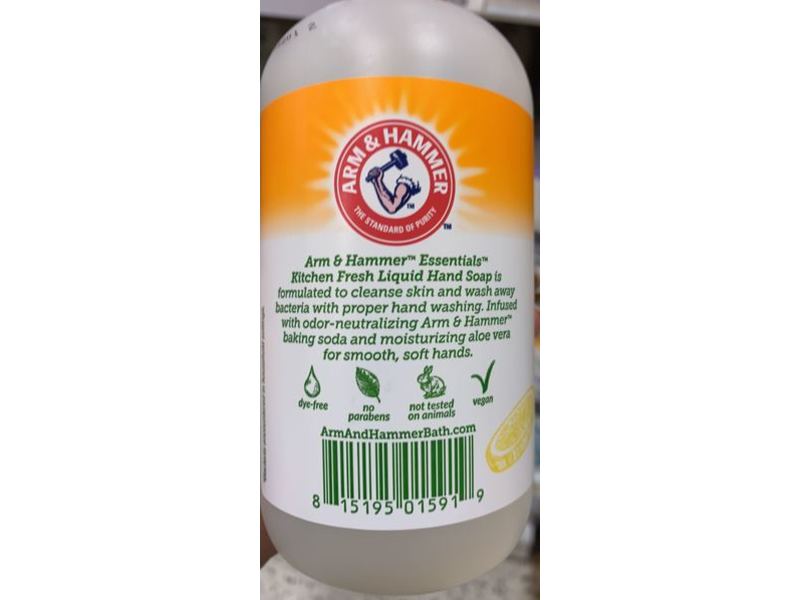 ARM & HAMMER
THE STANDARD OF PURITY
TM
TM
Arm & Hammer™ Essentials™
Kitchen Fresh Liquid Hand Soap is
formulated to cleanse skin and wash away
bacteria with proper hand washing. Infused
with odor-neutralizing Arm & Hammer™
baking soda and moisturizing aloe vera
for smooth, soft hands.
dye-free
no
parabens
not tested
on animals
vegan
ArmAndHammerBath.com
8 15195 01591 9